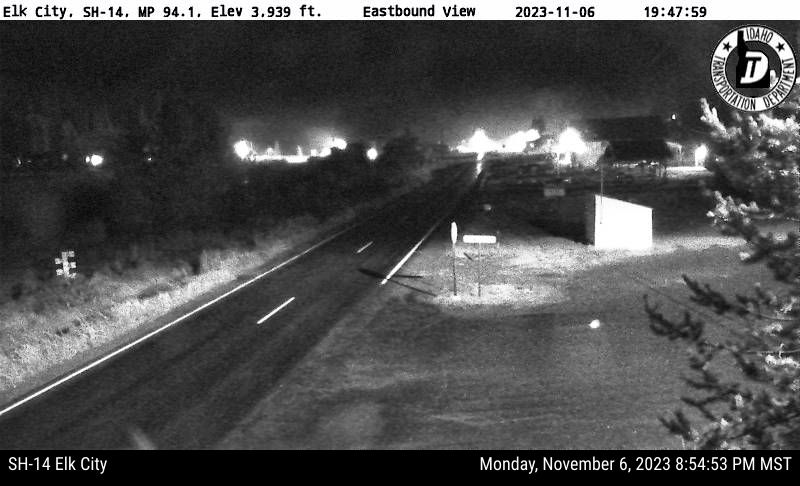 Elk City, SH-14, MP 94.1, Elev 3,939 ft. Eastbound View 2023-11-06 19:47:59
IDAHO
TRANSPORTATION DEPARTMENT
SH-14 Elk City Monday, November 6, 2023 8:54:53 PM MST